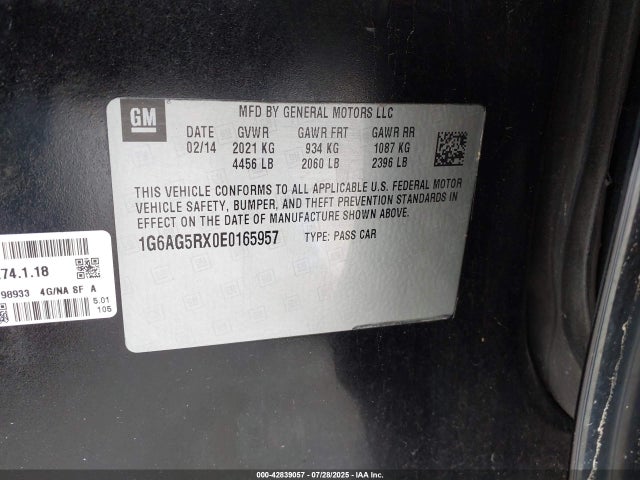 GM
MFD BY GENERAL MOTORS LLC
DATE GVWR GAWR FRT GAWR RR
02/14 2021 KG 934 KG 1087 KG
4456 LB 2060 LB 2396 LB
THIS VEHICLE CONFORMS TO ALL APPLICABLE U.S. FEDERAL MOTOR
VEHICLE SAFETY, BUMPER, AND THEFT PREVENTION STANDARDS IN
EFFECT ON THE DATE OF MANUFACTURE SHOWN ABOVE.
1G6AG5RX0E0165957 TYPE: PASS CAR
74.1.18
98933 4G/NA SF A
5.01
105
000-42839057 - 07/28/2025 - IAA Inc.